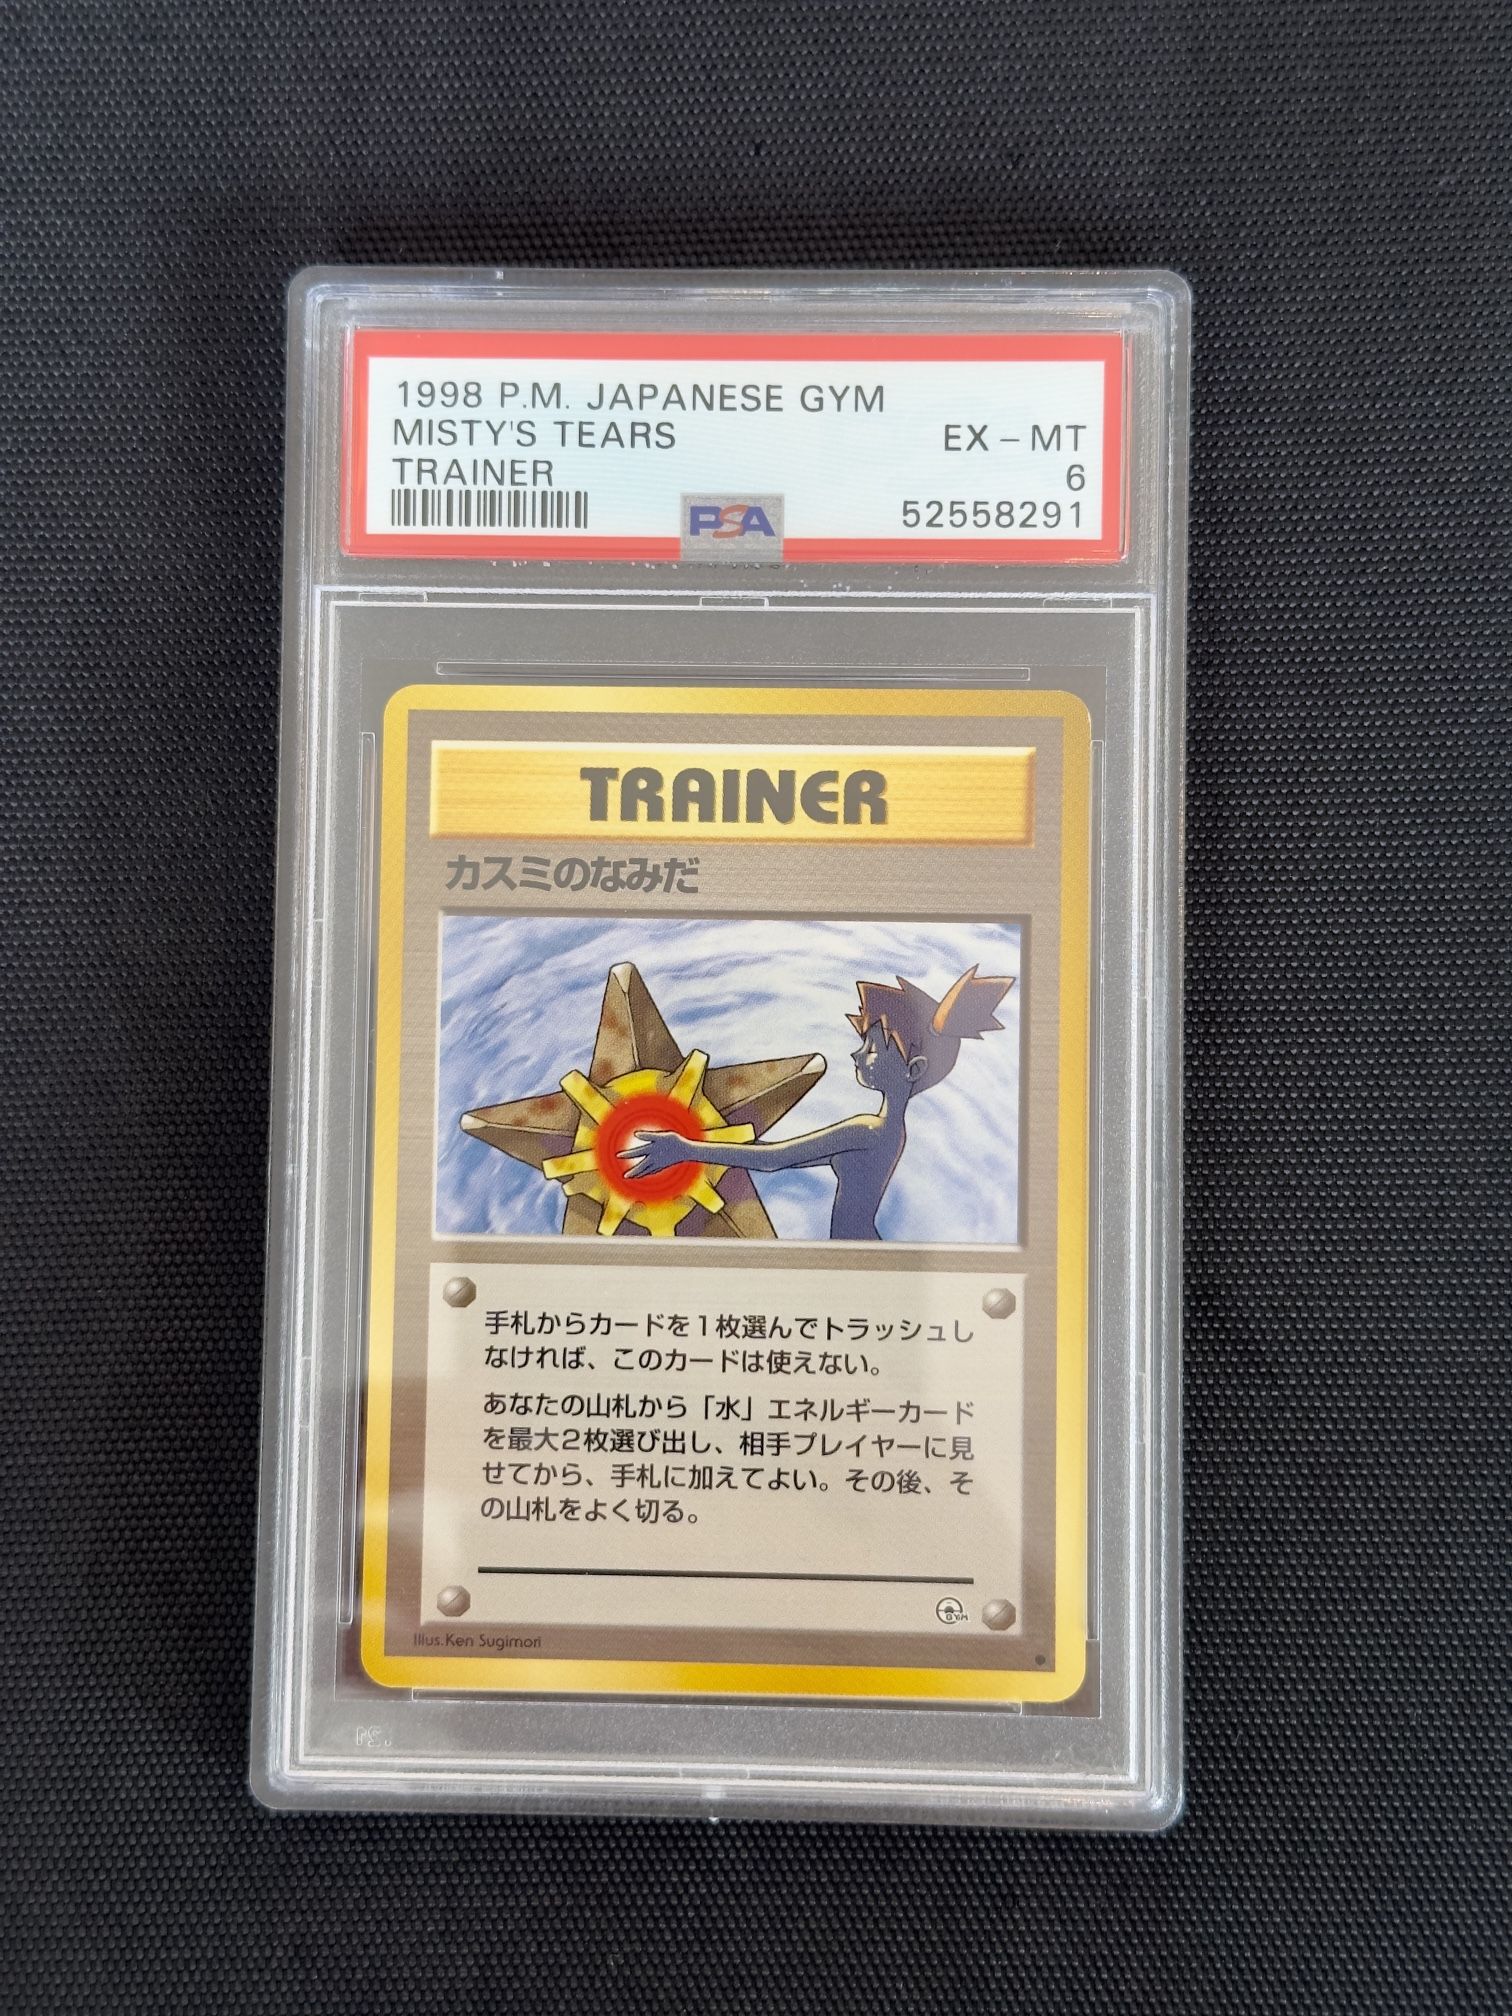 1998 P.M. JAPANESE GYM
MISTY'S TEARS
EX - MT
TRAINER
6
52558291
PSA
TRAINER
カスミのなみだ
手札からカードを1枚選んでトラッシュし
なければ、このカードは使えない。
あなたの山札から「水」エネルギーカード
を最大2枚選び出し、相手プレイヤーに見
せてから、手札に加えてよい。その後、そ
の山札をよく切る。
GYM
Illus.Ken Sugimori